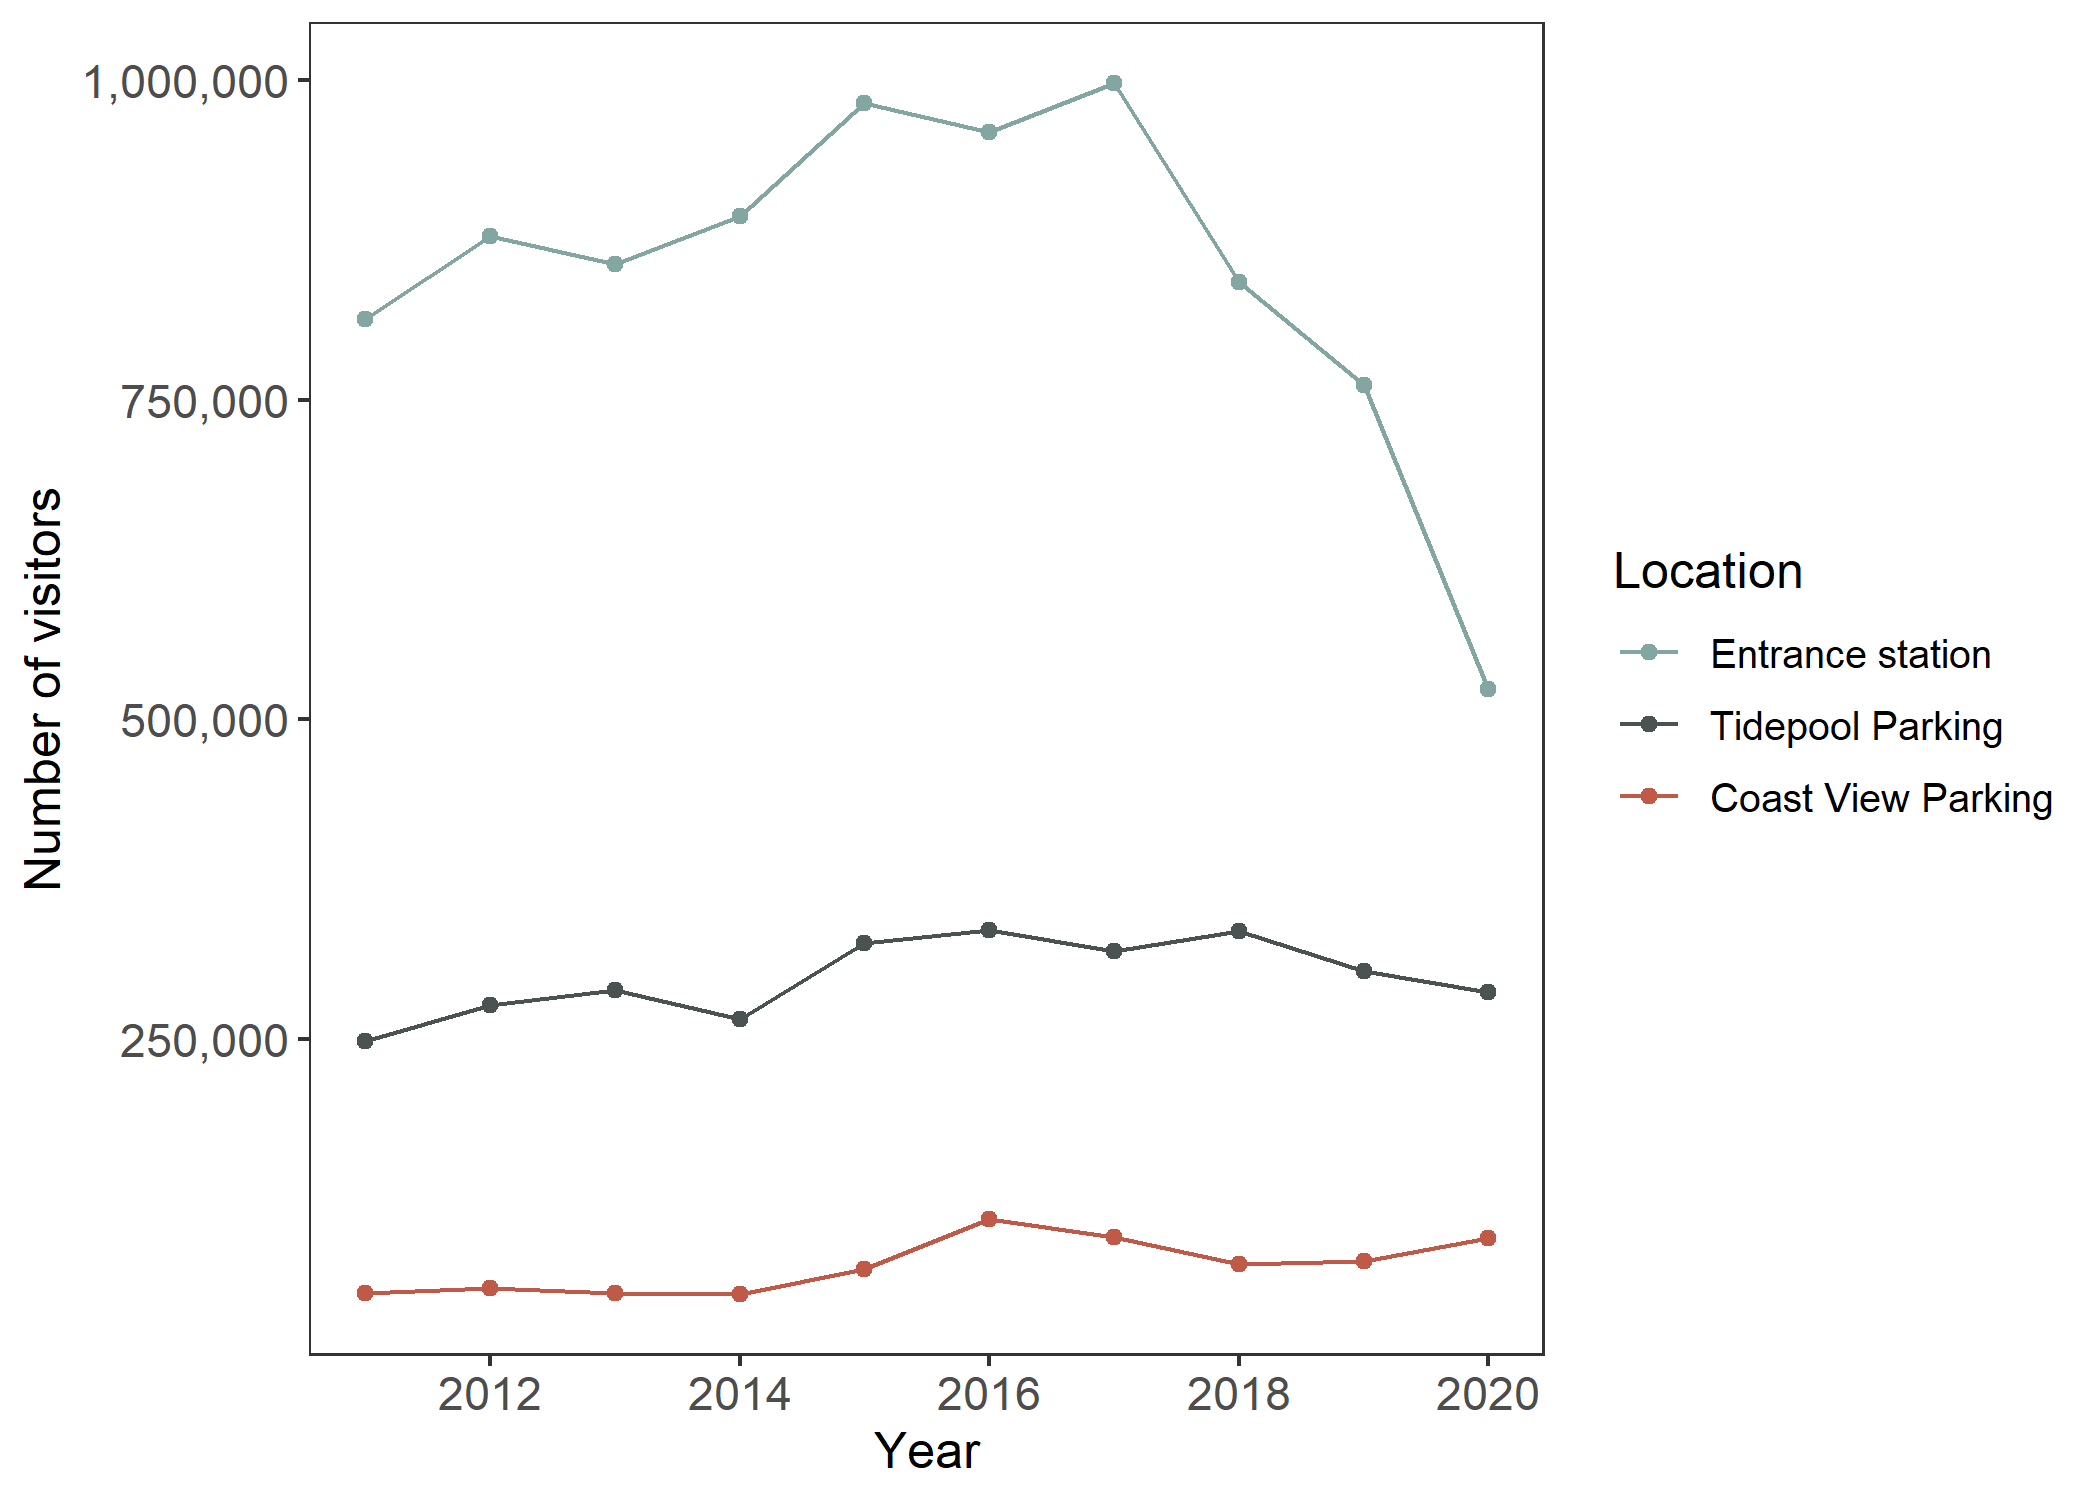 1,000,000
750,000
500,000
250,000
Number of visitors
2012 2014 2016 2018 2020
Year
Location
Entrance station
Tidepool Parking
Coast View Parking